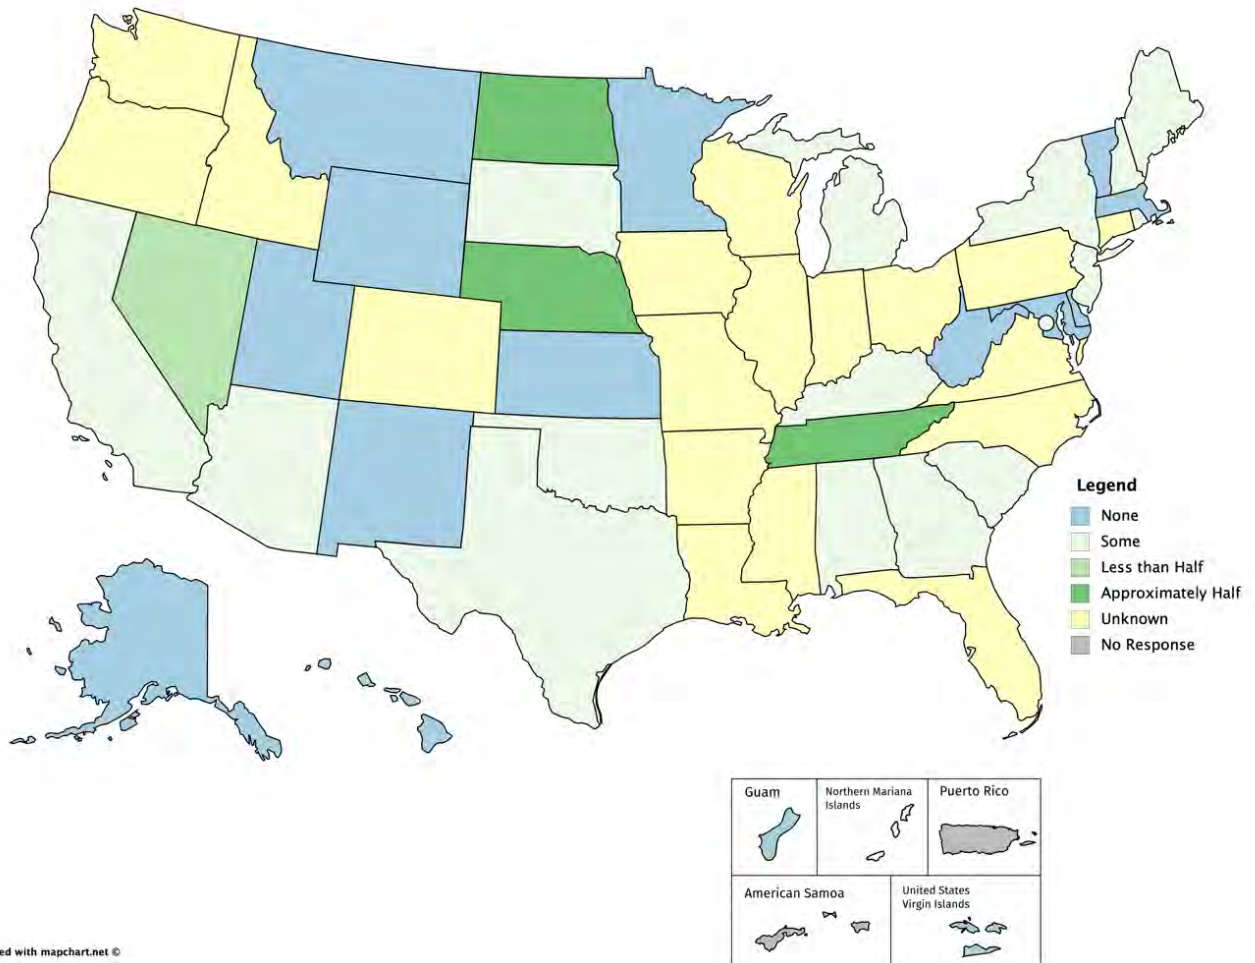 Legend
None
Some
Less than Half
Approximately Half
Unknown
No Response
Guam
Northern Mariana
Islands
Puerto Rico
American Samoa
United States
Virgin Islands
ed with mapchart.net ©